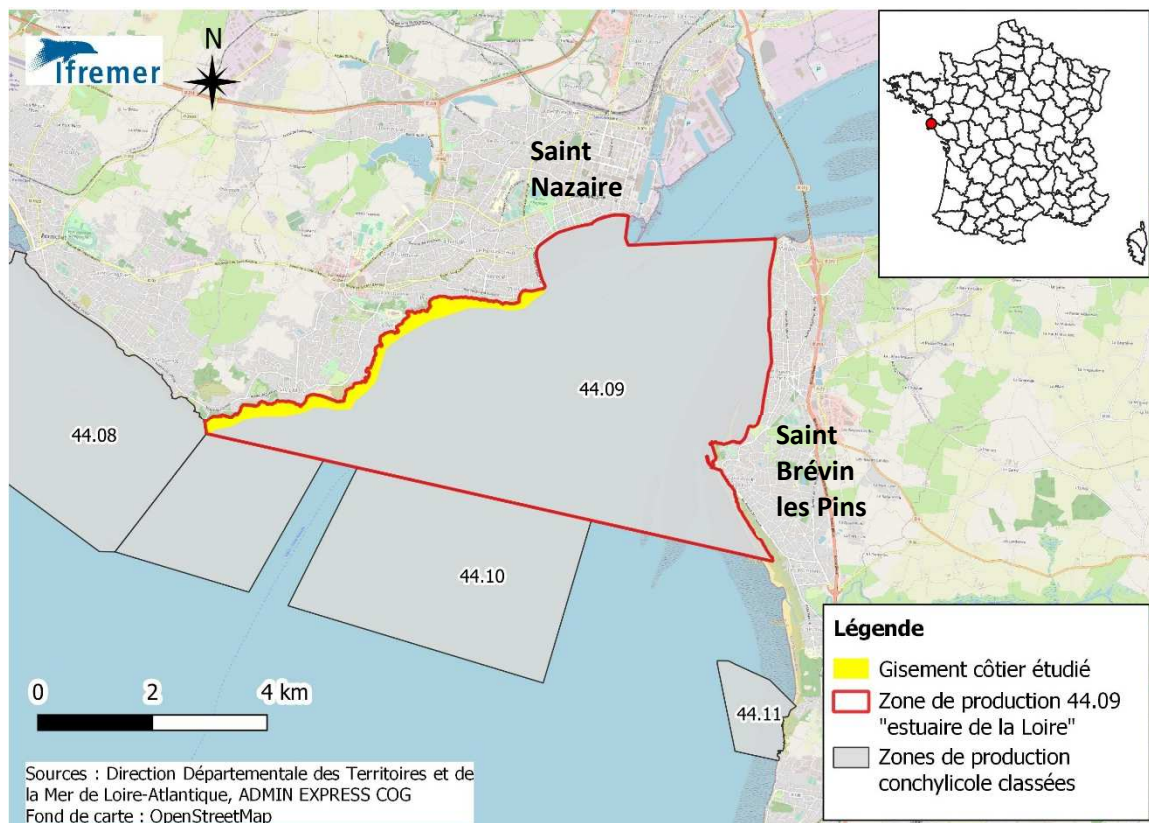 Ifremer
N
Saint
Nazaire
44.09
44.08
Saint
Brévin
les Pins
44.10
44.11
0 2 4 km
Légende
Gisement côtier étudié
Zone de production 44.09
"estuaire de la Loire"
Zones de production
conchylicole classées
Sources : Direction Départementale des Territoires et de
la Mer de Loire-Atlantique, ADMIN EXPRESS COG
Fond de carte : OpenStreetMap